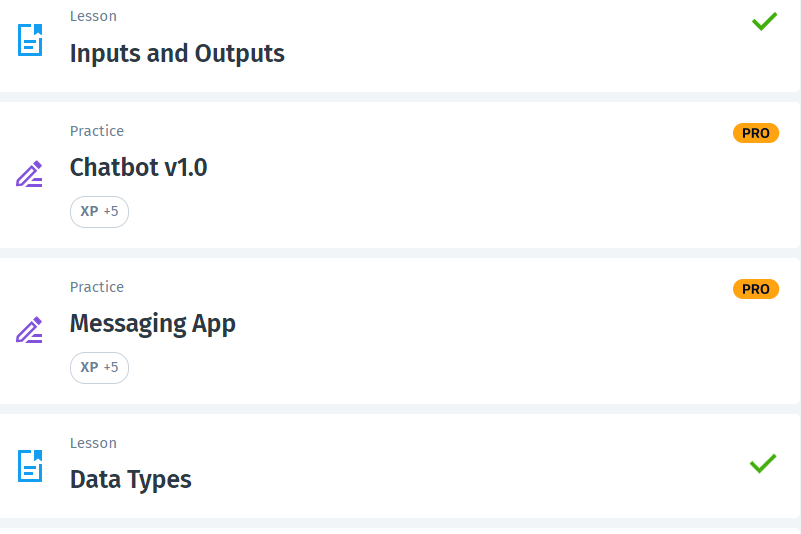 Lesson
Inputs and Outputs
Practice
PRO
Chatbot v1.0
XP +5
Practice
PRO
Messaging App
XP +5
Lesson
Data Types